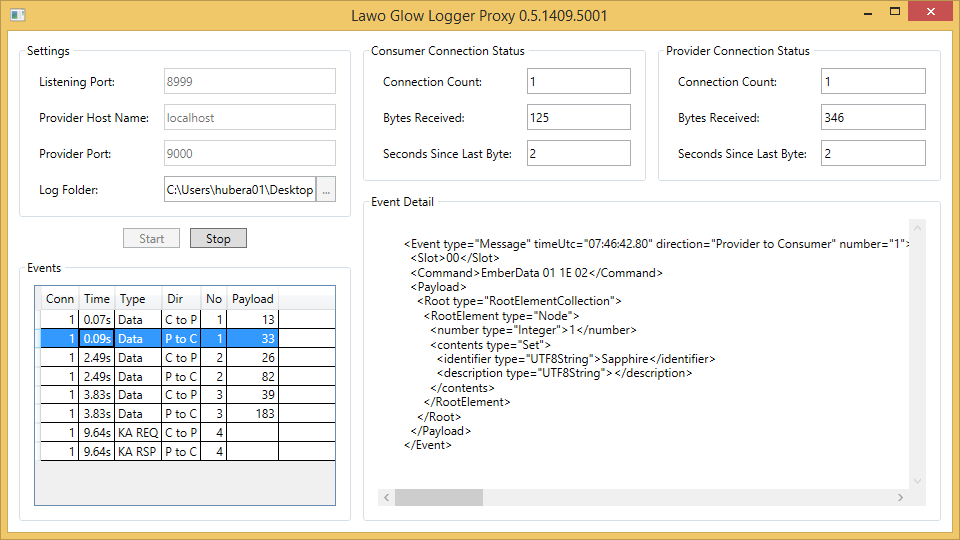 Lawo Glow Logger Proxy 0.5.1409.5001
Settings
Listening Port: 8999
Provider Host Name: localhost
Provider Port: 9000
Log Folder: C:\Users\hubera01\Desktop ...
Start Stop
Consumer Connection Status
Connection Count: 1
Bytes Received: 125
Seconds Since Last Byte: 2
Provider Connection Status
Connection Count: 1
Bytes Received: 346
Seconds Since Last Byte: 2
Events
Conn Time Type Dir No Payload
1 0.07s Data C to P 1 13
1 0.09s Data P to C 1 33
1 2.49s Data C to P 2 26
1 2.49s Data P to C 2 82
1 3.83s Data C to P 3 39
1 3.83s Data P to C 3 183
1 9.64s KA REQ C to P 4
1 9.64s KA RSP P to C 4
Event Detail
<Event type="Message" timeUtc="07:46:42.80" direction="Provider to Consumer" number="1">
<Slot>00</Slot>
<Command>EmberData 01 1E 02</Command>
<Payload>
<Root type="RootElementCollection">
<RootElement type="Node">
<number type="Integer">1</number>
<contents type="Set">
<identifier type="UTF8String">Sapphire</identifier>
<description type="UTF8String"></description>
</contents>
</RootElement>
</Root>
</Payload>
</Event>